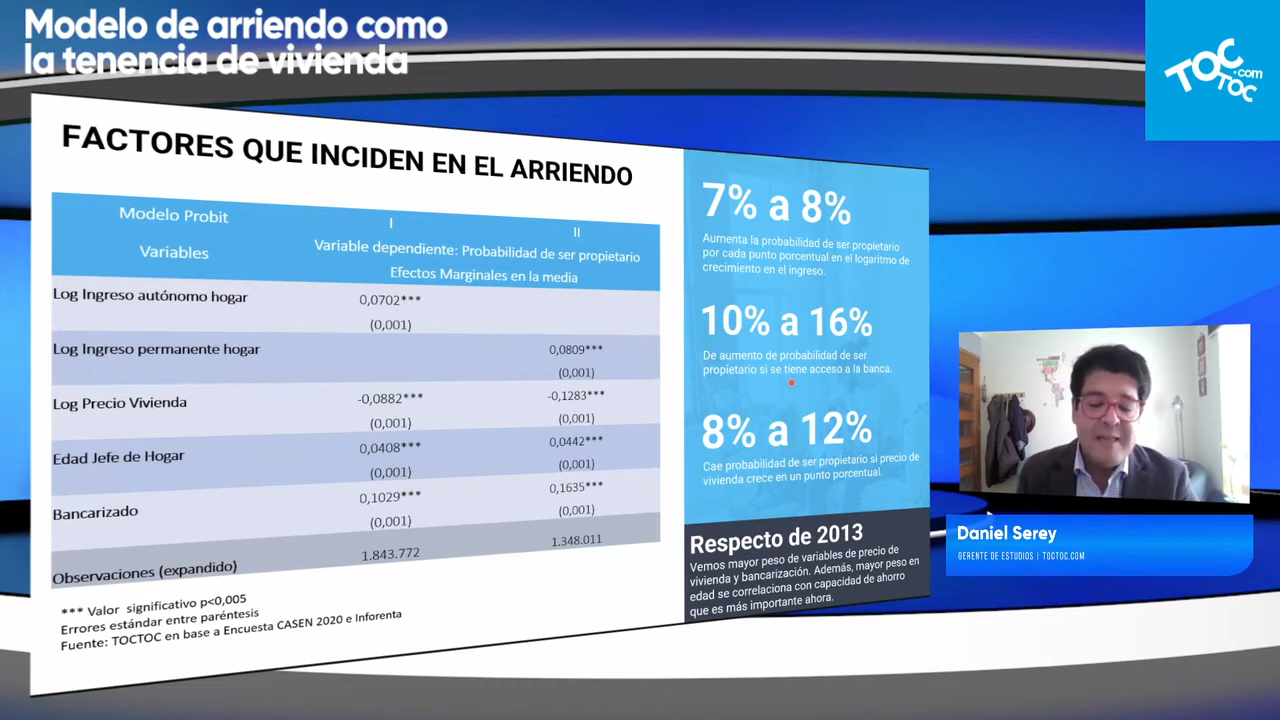 Modelo de arriendo como
la tenencia de vivienda
TOC
.com
TOC
FACTORES QUE INCIDEN EN EL ARRIENDO
Modelo Probit I II
Variables Variable dependiente: Probabilidad de ser propietario
Efectos Marginales en la media
Log Ingreso autónomo hogar 0,0702***
(0,001)
Log Ingreso permanente hogar 0,0809***
(0,001)
Log Precio Vivienda -0,0882*** -0,1283***
(0,001) (0,001)
Edad Jefe de Hogar 0,0408*** 0,0442***
(0,001) (0,001)
Bancarizado 0,1029*** 0,1635***
(0,001) (0,001)
Observaciones (expandido) 1.843.772 1.348.011
*** Valor significativo p<0,005
Errores estándar entre paréntesis
Fuente: TOCTOC en base a Encuesta CASEN 2020 e Inforenta
7% a 8%
Aumenta la probabilidad de ser propietario
por cada punto porcentual en el logaritmo de
crecimiento en el ingreso.
10% a 16%
De aumento de probabilidad de ser
propietario si se tiene acceso a la banca.
8% a 12%
Cae probabilidad de ser propietario si precio de
vivienda crece en un punto porcentual.
Respecto de 2013
Vemos mayor peso de variables de precio de
vivienda y bancarización. Además, mayor peso en
edad se correlaciona con capacidad de ahorro
que es más importante ahora.
Daniel Serey
GERENTE DE ESTUDIOS | TOCTOC.COM